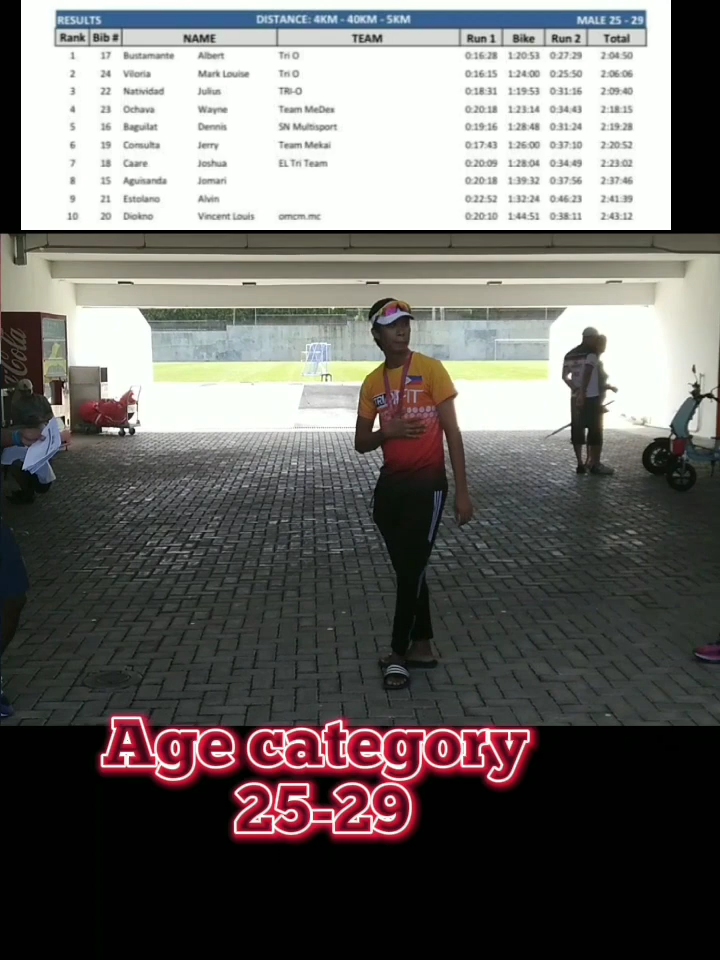 RESULTS DISTANCE: 4KM - 40KM - 5KM MALE 25 - 29
Rank Bib # NAME TEAM Run 1 Bike Run 2 Total
1 17 Bustamante Albert Tri O 0:16:28 1:20:53 0:27:29 2:04:50
2 24 Viloria Mark Louise Tri O 0:16:15 1:24:00 0:25:50 2:06:06
3 22 Natividad Julius TRI-O 0:18:31 1:19:53 0:31:16 2:09:40
4 23 Ochava Wayne Team MeDex 0:20:18 1:23:14 0:34:43 2:18:15
5 16 Baguilat Dennis SN Multisport 0:19:16 1:28:48 0:31:24 2:19:28
6 19 Consulta Jerry Team Mekai 0:17:43 1:26:00 0:37:10 2:20:52
7 18 Caare Joshua EL Tri Team 0:20:09 1:28:04 0:34:49 2:23:02
8 15 Aguisanda Jomari 0:20:18 1:39:32 0:37:56 2:37:46
9 21 Estolano Alvin 0:22:52 1:32:24 0:46:23 2:41:39
10 20 Diokno Vincent Louis omcm.mc 0:20:10 1:44:51 0:38:11 2:43:12
Age category
25-29